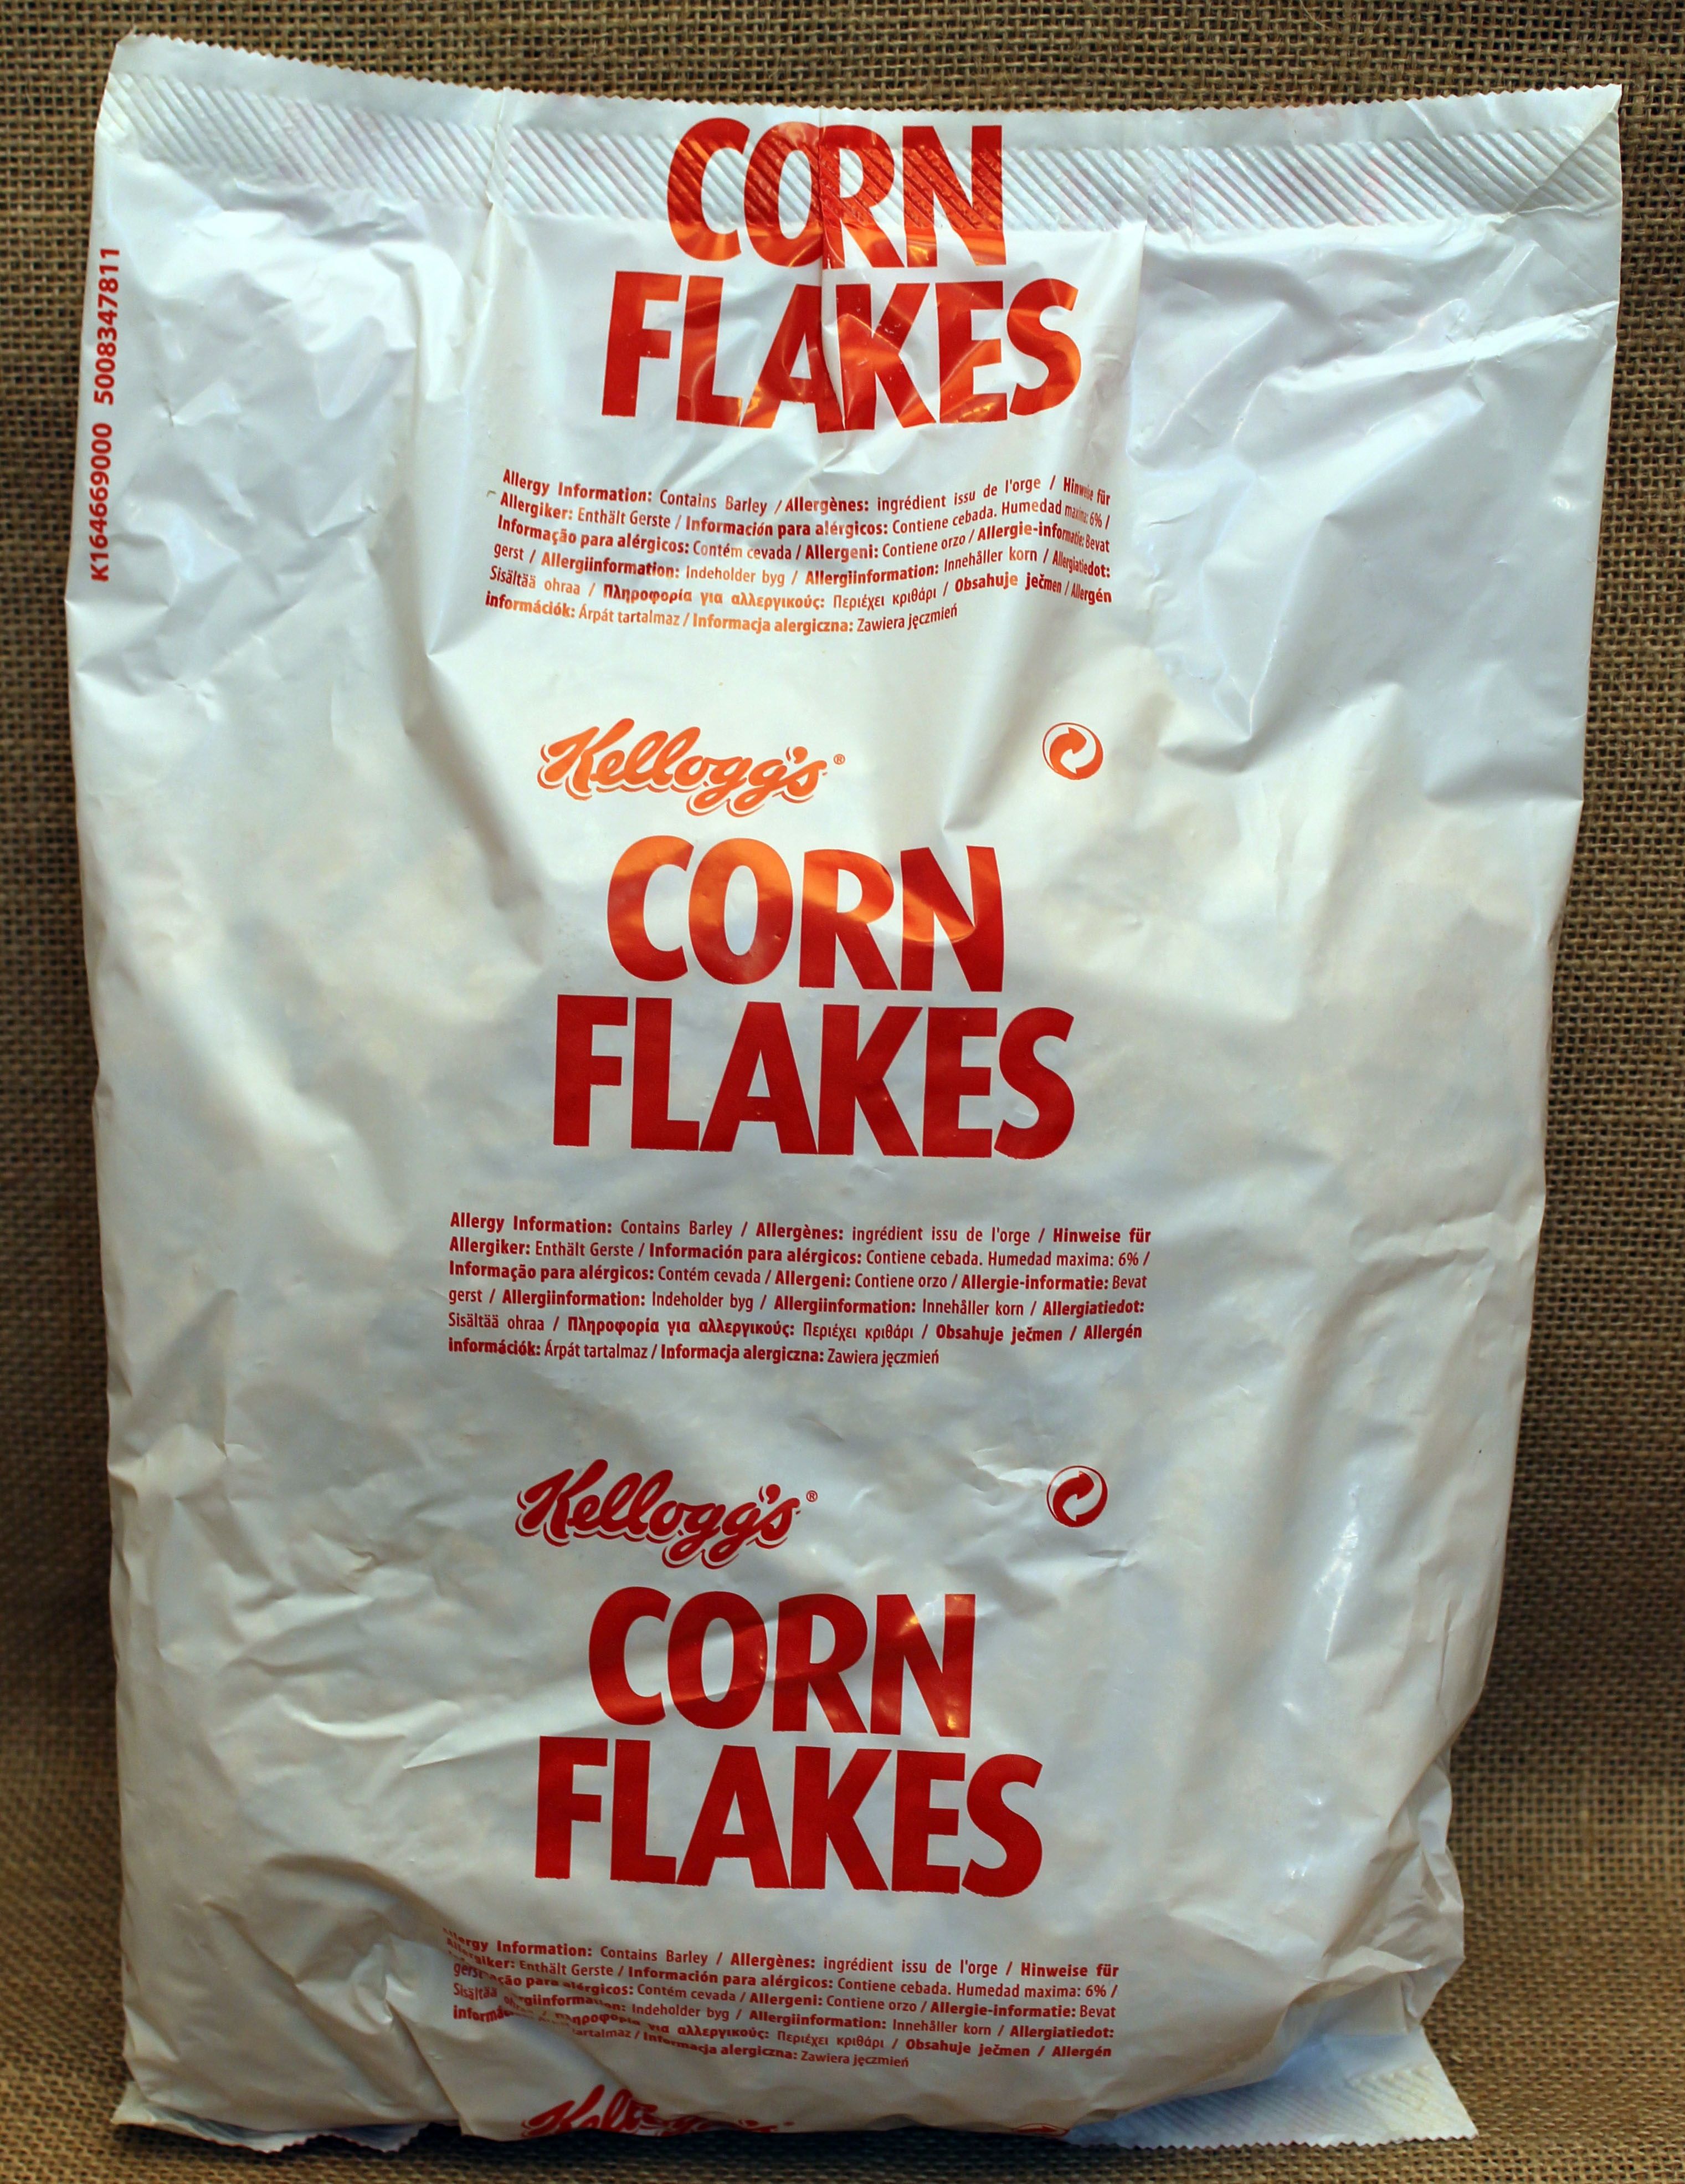 CORN
FLAKES
K164669000 5008347811
Allergy Information: Contains Barley / Allergènes: ingrédient issu de l'orge / Hinweise für
Allergiker: Enthält Gerste / Información para alérgicos: Contiene cebada. Humedad maxima: 6% /
Informação para alérgicos: Contém cevada / Allergeni: Contiene orzo / Allergie-informatie: Bevat
gerst / Allergiinformation: Indeholder byg / Allergiinformation: Innehåller korn / Allergiatiedot:
Sisältää ohraa / Πληροφορία για αλλεργικούς: Περιέχει κριθάρι / Obsahuje ječmen / Allergén
információk: Árpát tartalmaz / Informacja alergiczna: Zawiera jęczmień
Kellogg's®
CORN
FLAKES
Allergy Information: Contains Barley / Allergènes: ingrédient issu de l'orge / Hinweise für
Allergiker: Enthält Gerste / Información para alérgicos: Contiene cebada. Humedad maxima: 6% /
Informação para alérgicos: Contém cevada / Allergeni: Contiene orzo / Allergie-informatie: Bevat
gerst / Allergiinformation: Indeholder byg / Allergiinformation: Innehåller korn / Allergiatiedot:
Sisältää ohraa / Πληροφορία για αλλεργικούς: Περιέχει κριθάρι / Obsahuje ječmen / Allergén
információk: Árpát tartalmaz / Informacja alergiczna: Zawiera jęczmień
Kellogg's®
CORN
FLAKES
Allergy Information: Contains Barley / Allergènes: ingrédient issu de l'orge / Hinweise für
Enthält Gerste / Información para alérgicos: Contiene cebada. Humedad maxima: 6% /
para alérgicos: Contém cevada / Allergeni: Contiene orzo / Allergie-informatie: Bevat
gerst Indeholder byg / Allergiinformation: Innehåller korn / Allergiatiedot:
Sisältää για αλλεργικούς: Περιέχει κριθάρι / Obsahuje ječmen / Allergén
/ Informacja alergiczna: Zawiera jęczmień
Kellogg's